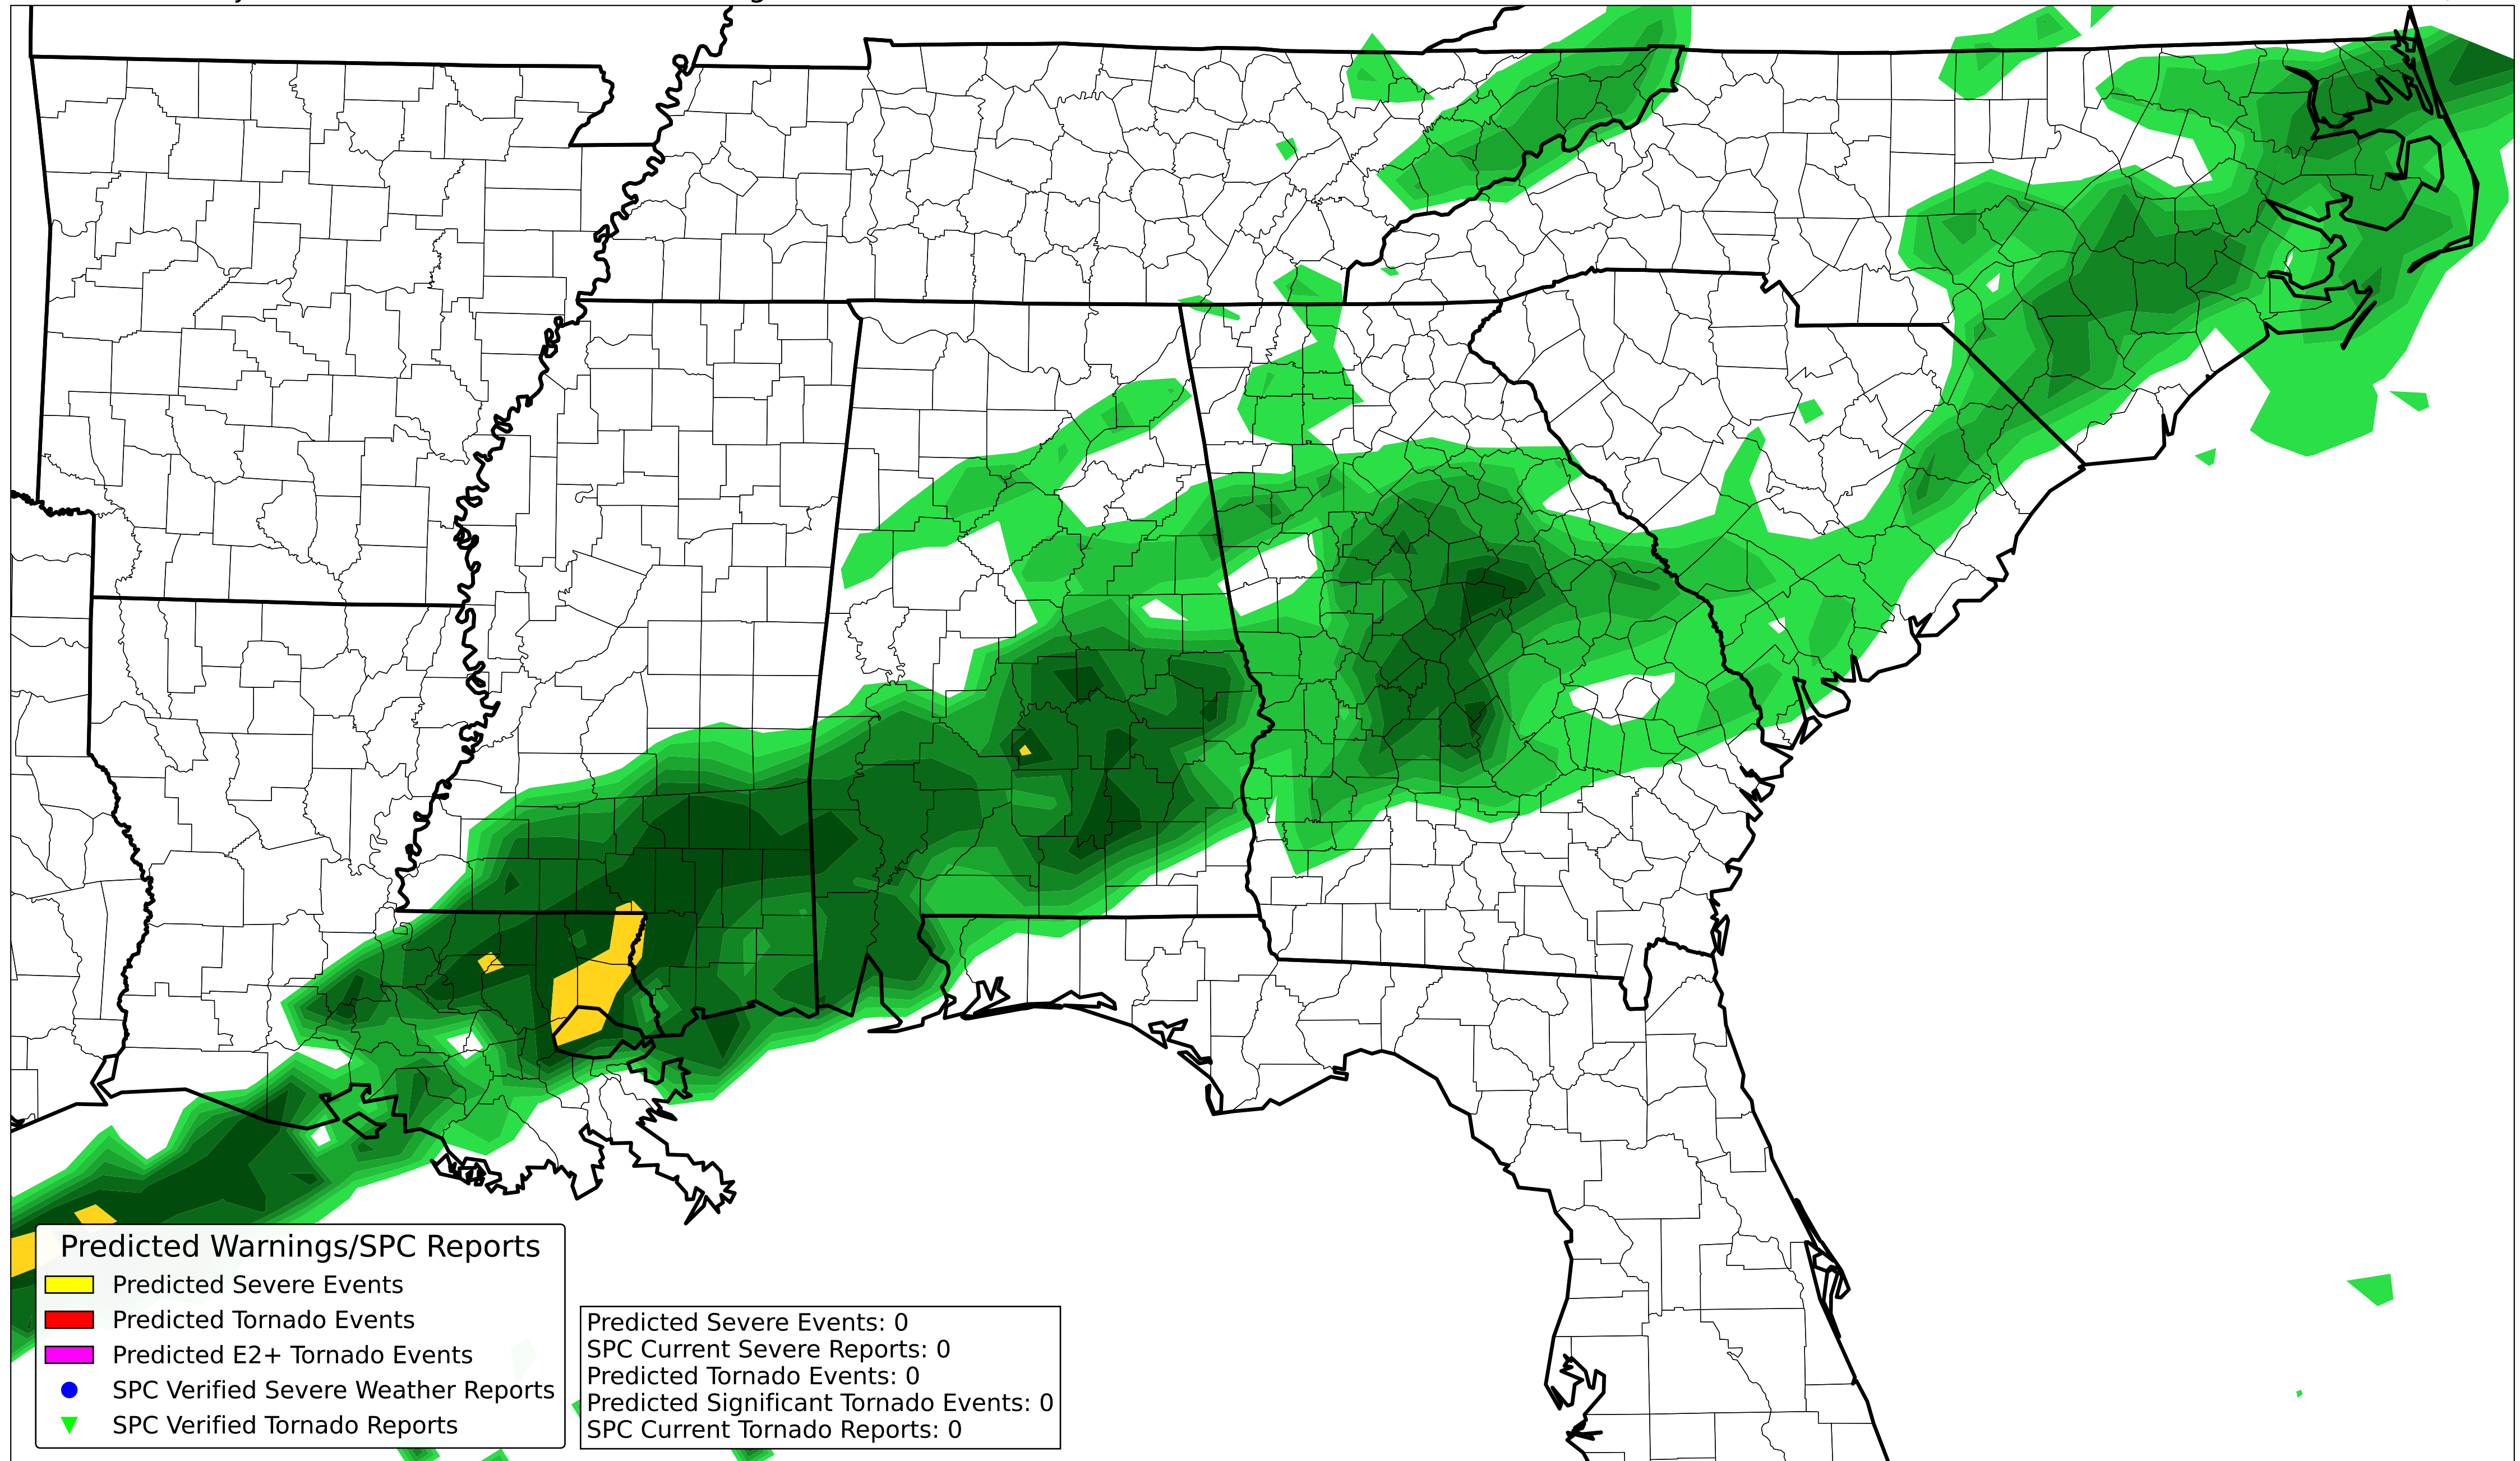 Predicted Warnings/SPC Reports
Predicted Severe Events
Predicted Tornado Events
Predicted E2+ Tornado Events
SPC Verified Severe Weather Reports
SPC Verified Tornado Reports
Predicted Severe Events: 0
SPC Current Severe Reports: 0
Predicted Tornado Events: 0
Predicted Significant Tornado Events: 0
SPC Current Tornado Reports: 0